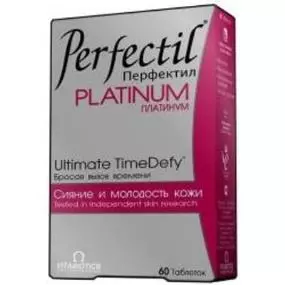 Perfectil®
Перфектил
PLATINUM
ПЛАТИНУМ
Ultimate TimeDefy®
Бросая вызов времени
Сияние и молодость кожи
Tested in independent skin research
VITABIOTICS
60 Таблеток